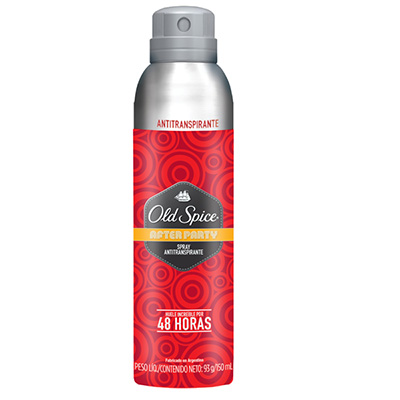 ANTITRANSPIRANTE
Old Spice
AFTER PARTY
SPRAY
ANTITRANSPIRANTE
HUELE INCREÍBLE POR
48 HORAS
Fabricado en Argentina
PESO LÍQ./CONTENIDO NETO: 93 g/150 mL